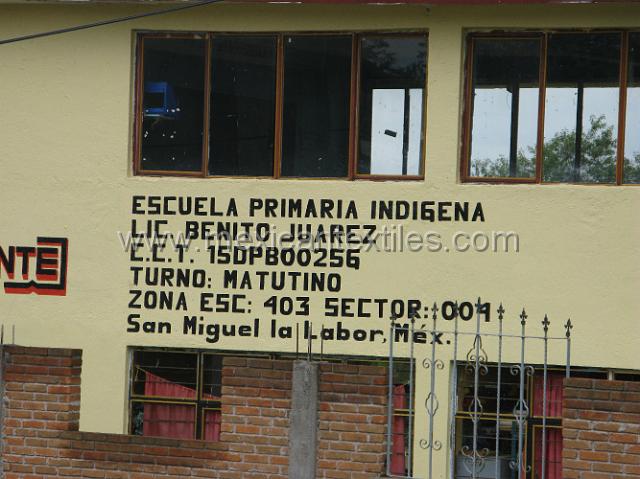 ESCUELA PRIMARIA INDIGENA
LIC. BENITO JUAREZ
www.mexicantextiles.com
C.C.T. 15DPB0025G
NTE
TURNO: MATUTINO
ZONA ESC: 403 SECTOR: 004
San Miguel la Labor, Méx.